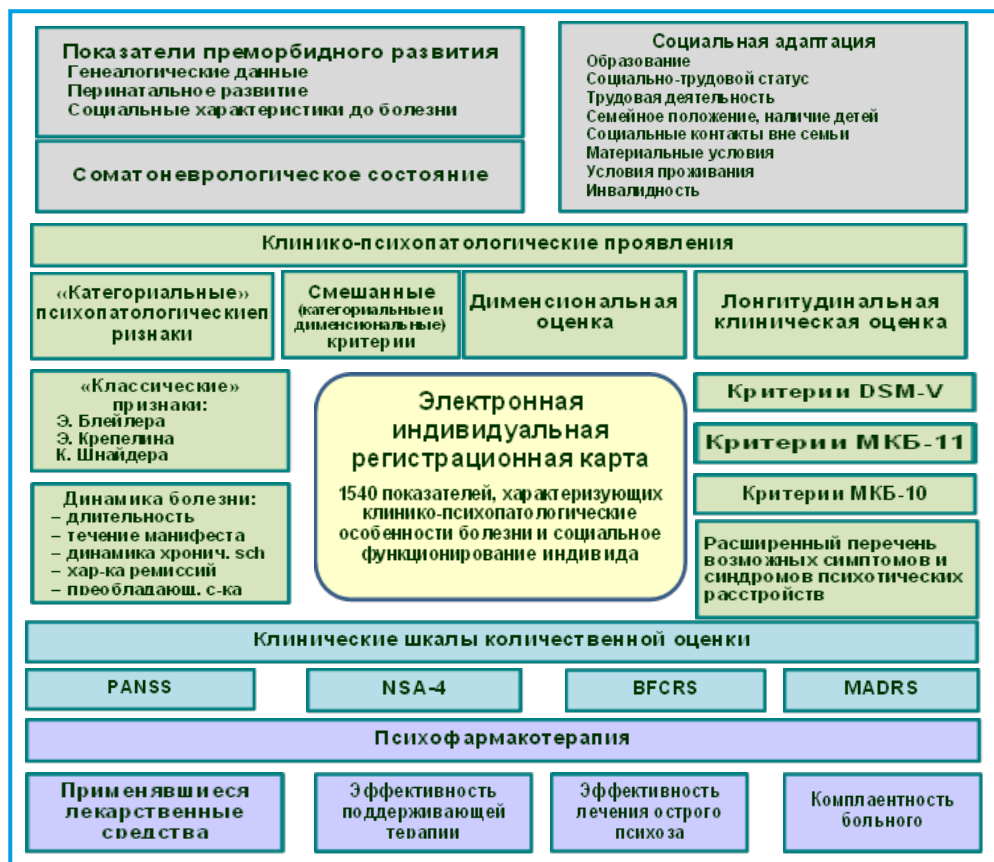 Показатели преморбидного развития
Генеалогические данные
Перинатальное развитие
Социальные характеристики до болезни
Социальная адаптация
Образование
Социально-трудовой статус
Трудовая деятельность
Семейное положение, наличие детей
Социальные контакты вне семьи
Материальные условия
Условия проживания
Инвалидность
Соматоневрологическое состояние
Клинико-психопатологические проявления
«Категориальные»
психопатологическиеп
ризнаки
Смешанные
(категориальные и
дименсиональные)
критерии
Дименсиональная
оценка
Лонгитудинальная
клиническая оценка
«Классические»
признаки:
Э. Блейлера
Э. Крепелина
К. Шнайдера
Динамика болезни:
– длительность
– течение манифеста
– динамика хронич. sch
– хар-ка ремиссий
– преобладающ. с-ка
Электронная
индивидуальная
регистрационная карта
1540 показателей, характеризующих
клинико-психопатологические
особенности болезни и социальное
функционирование индивида
Критерии DSM-V
Критерии МКБ-11
Критерии МКБ-10
Расширенный перечень
возможных симптомов и
синдромов психотических
расстройств
Клинические шкалы количественной оценки
PANSS
NSA-4
BFCRS
MADRS
Психофармакотерапия
Применявшиеся
лекарственные
средства
Эффективность
поддерживающей
терапии
Эффективность
лечения острого
психоза
Комплаентность
больного